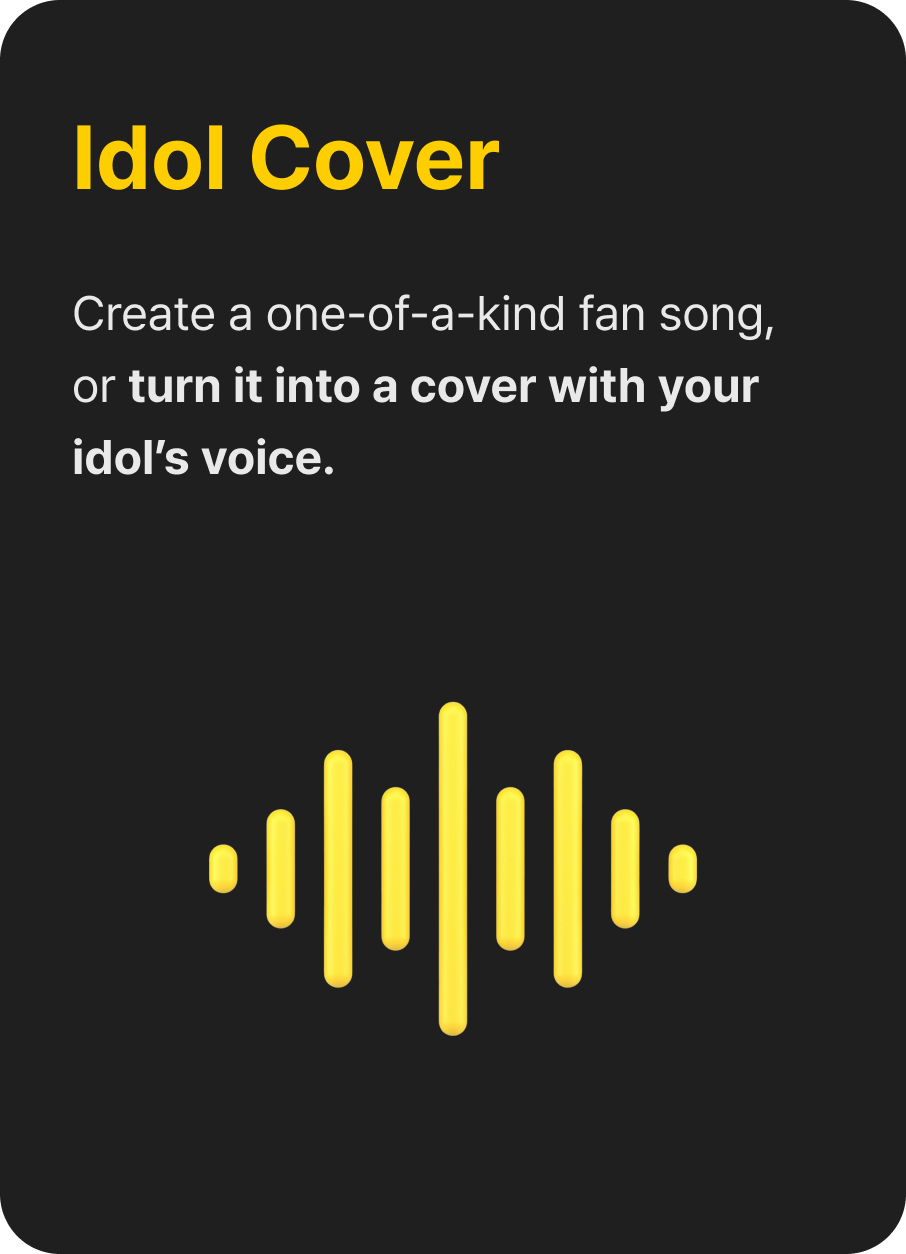 Idol Cover
Create a one-of-a-kind fan song,
or turn it into a cover with your
idol’s voice.